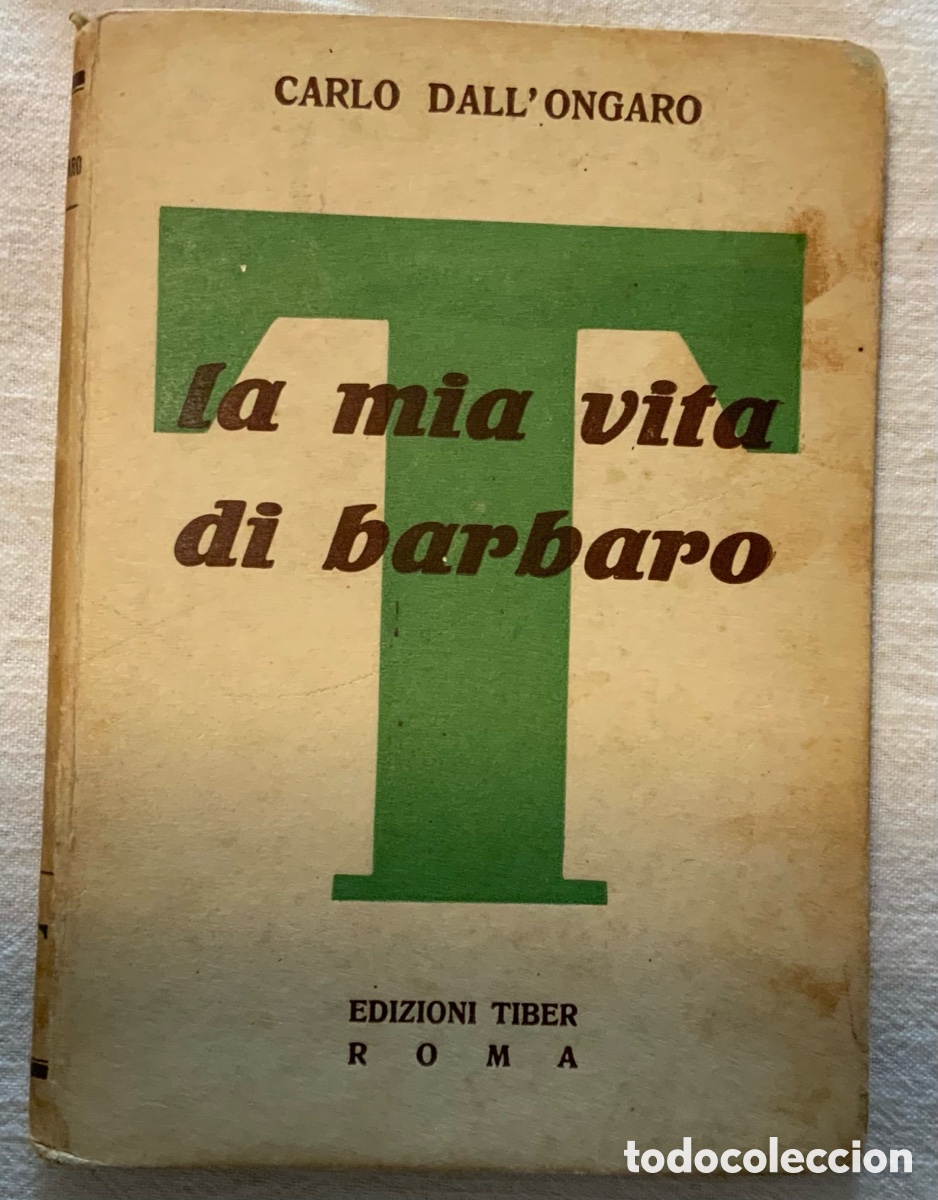 CARLO DALL'ONGARO
T
la mia vita
di barbaro
EDIZIONI TIBER
ROMA
todocoleccion